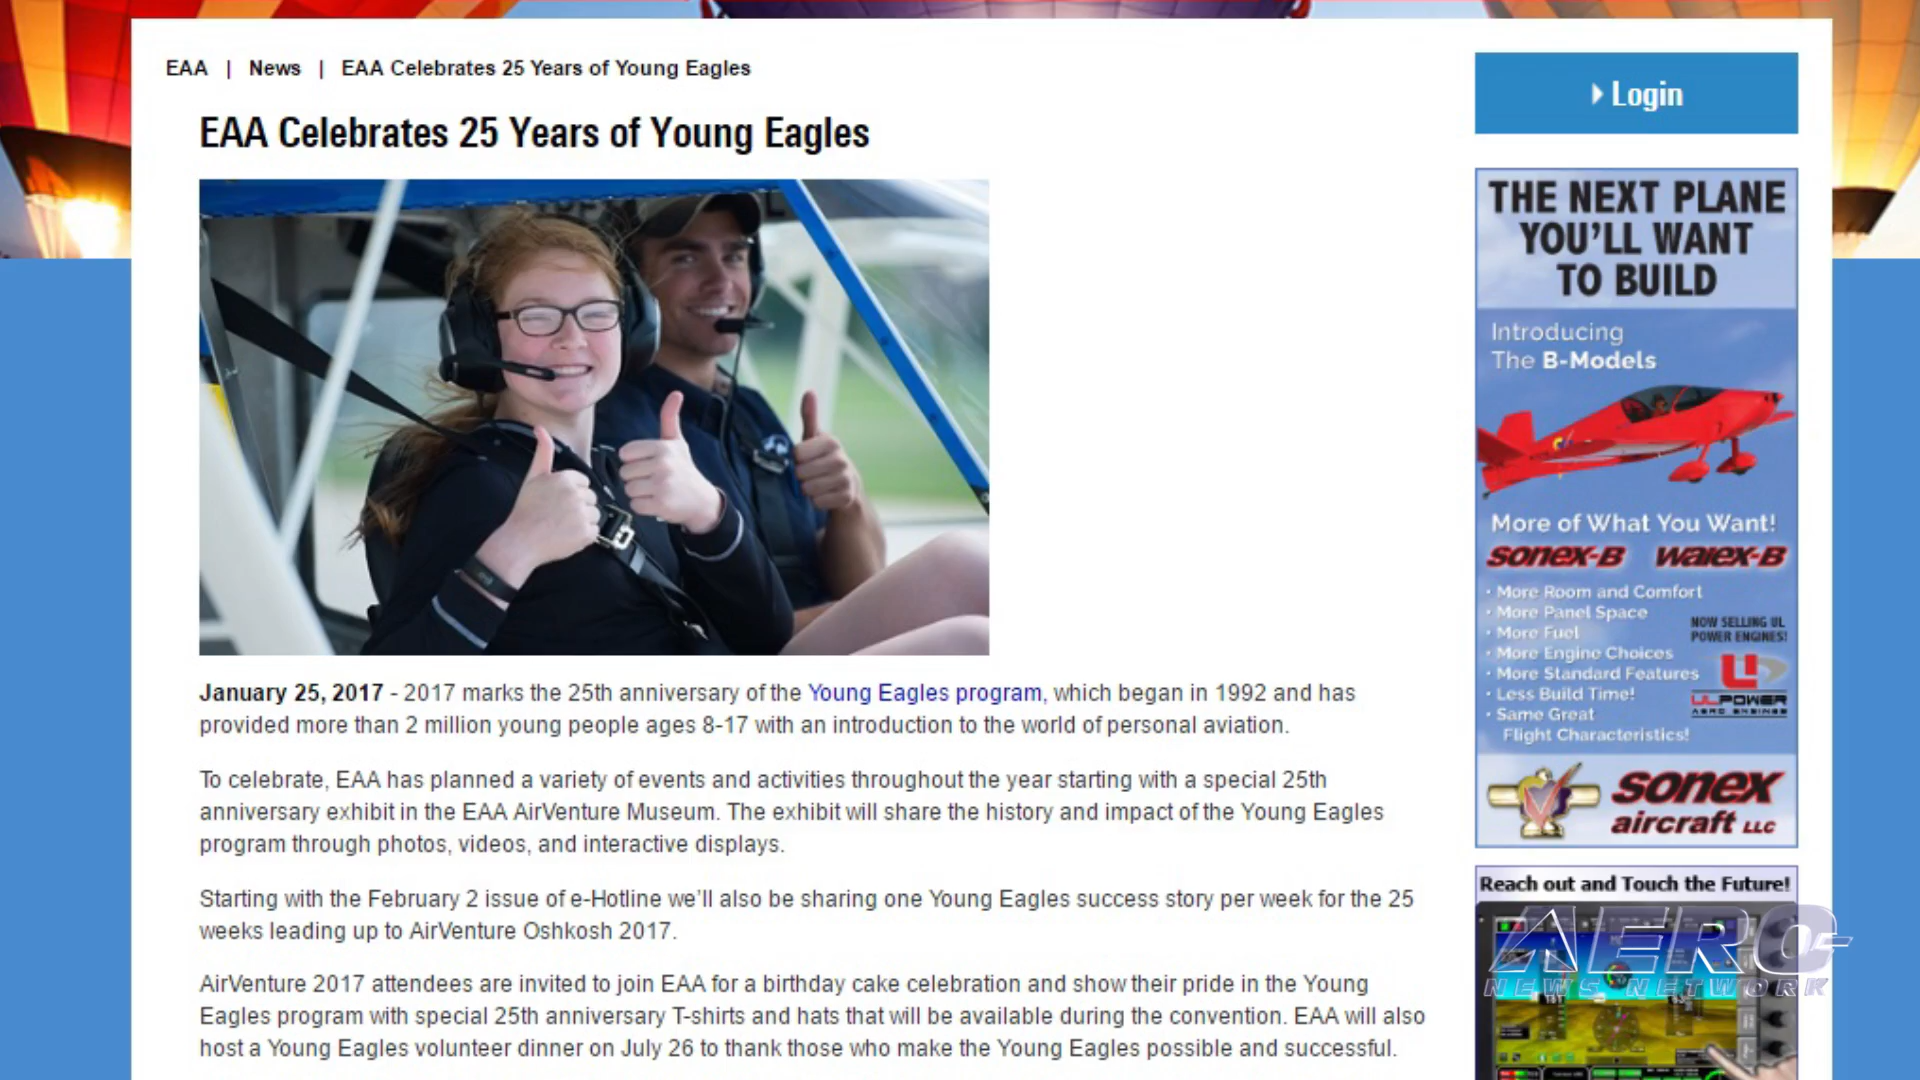 EAA | News | EAA Celebrates 25 Years of Young Eagles
EAA Celebrates 25 Years of Young Eagles
January 25, 2017 - 2017 marks the 25th anniversary of the Young Eagles program, which began in 1992 and has
provided more than 2 million young people ages 8-17 with an introduction to the world of personal aviation.
To celebrate, EAA has planned a variety of events and activities throughout the year starting with a special 25th
anniversary exhibit in the EAA AirVenture Museum. The exhibit will share the history and impact of the Young Eagles
program through photos, videos, and interactive displays.
Starting with the February 2 issue of e-Hotline we'll also be sharing one Young Eagles success story per week for the 25
weeks leading up to AirVenture Oshkosh 2017.
AirVenture 2017 attendees are invited to join EAA for a birthday cake celebration and show their pride in the Young
Eagles program with special 25th anniversary T-shirts and hats that will be available during the convention. EAA will also
host a Young Eagles volunteer dinner on July 26 to thank those who make the Young Eagles possible and successful.
Login
THE NEXT PLANE
YOU'LL WANT
TO BUILD
Introducing
The B-Models
More of What You Want!
sonex-B waiex-B
• More Room and Comfort
• More Panel Space
• More Fuel
• More Engine Choices
• More Standard Features
• Less Build Time!
• Same Great
Flight Characteristics!
NOW SELLING UL
POWER ENGINES!
ULPOWER
AERO ENGINES
sonex
aircraft LLC
Reach out and Touch the Future!
AERO-
NEWS NETWORK